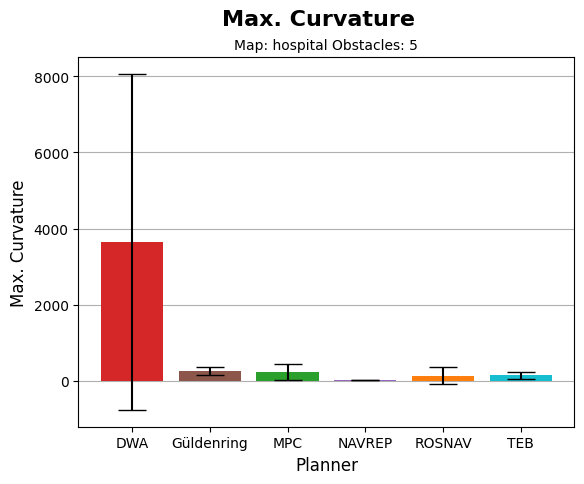 Max. Curvature
Map: hospital Obstacles: 5
Max. Curvature
8000
6000
4000
2000
0
DWA Güldenring MPC NAVREP ROSNAV TEB
Planner